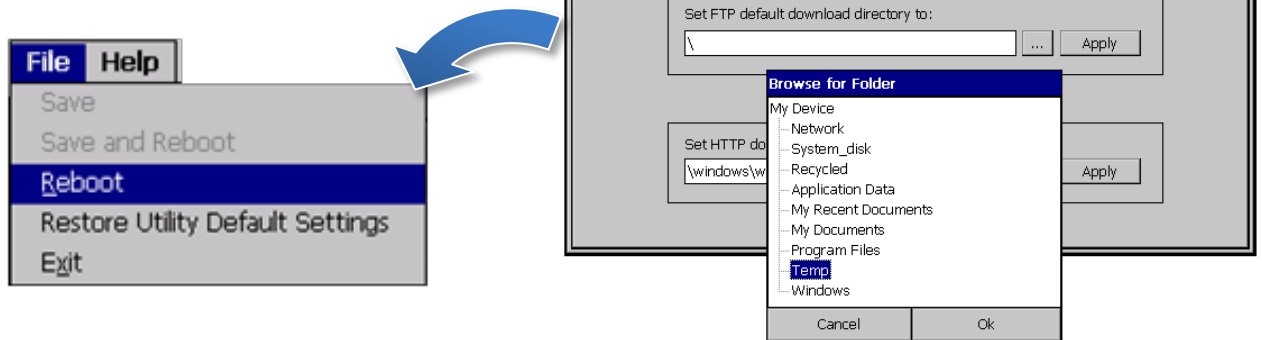 File Help
Save
Save and Reboot
Reboot
Restore Utility Default Settings
Exit
Set FTP default download directory to:
\ ... Apply
Browse for Folder
My Device
Network
System_disk
Recycled
Application Data
My Recent Documents
My Documents
Program Files
Temp
Windows
Cancel Ok
Set HTTP do
\windows\w Apply